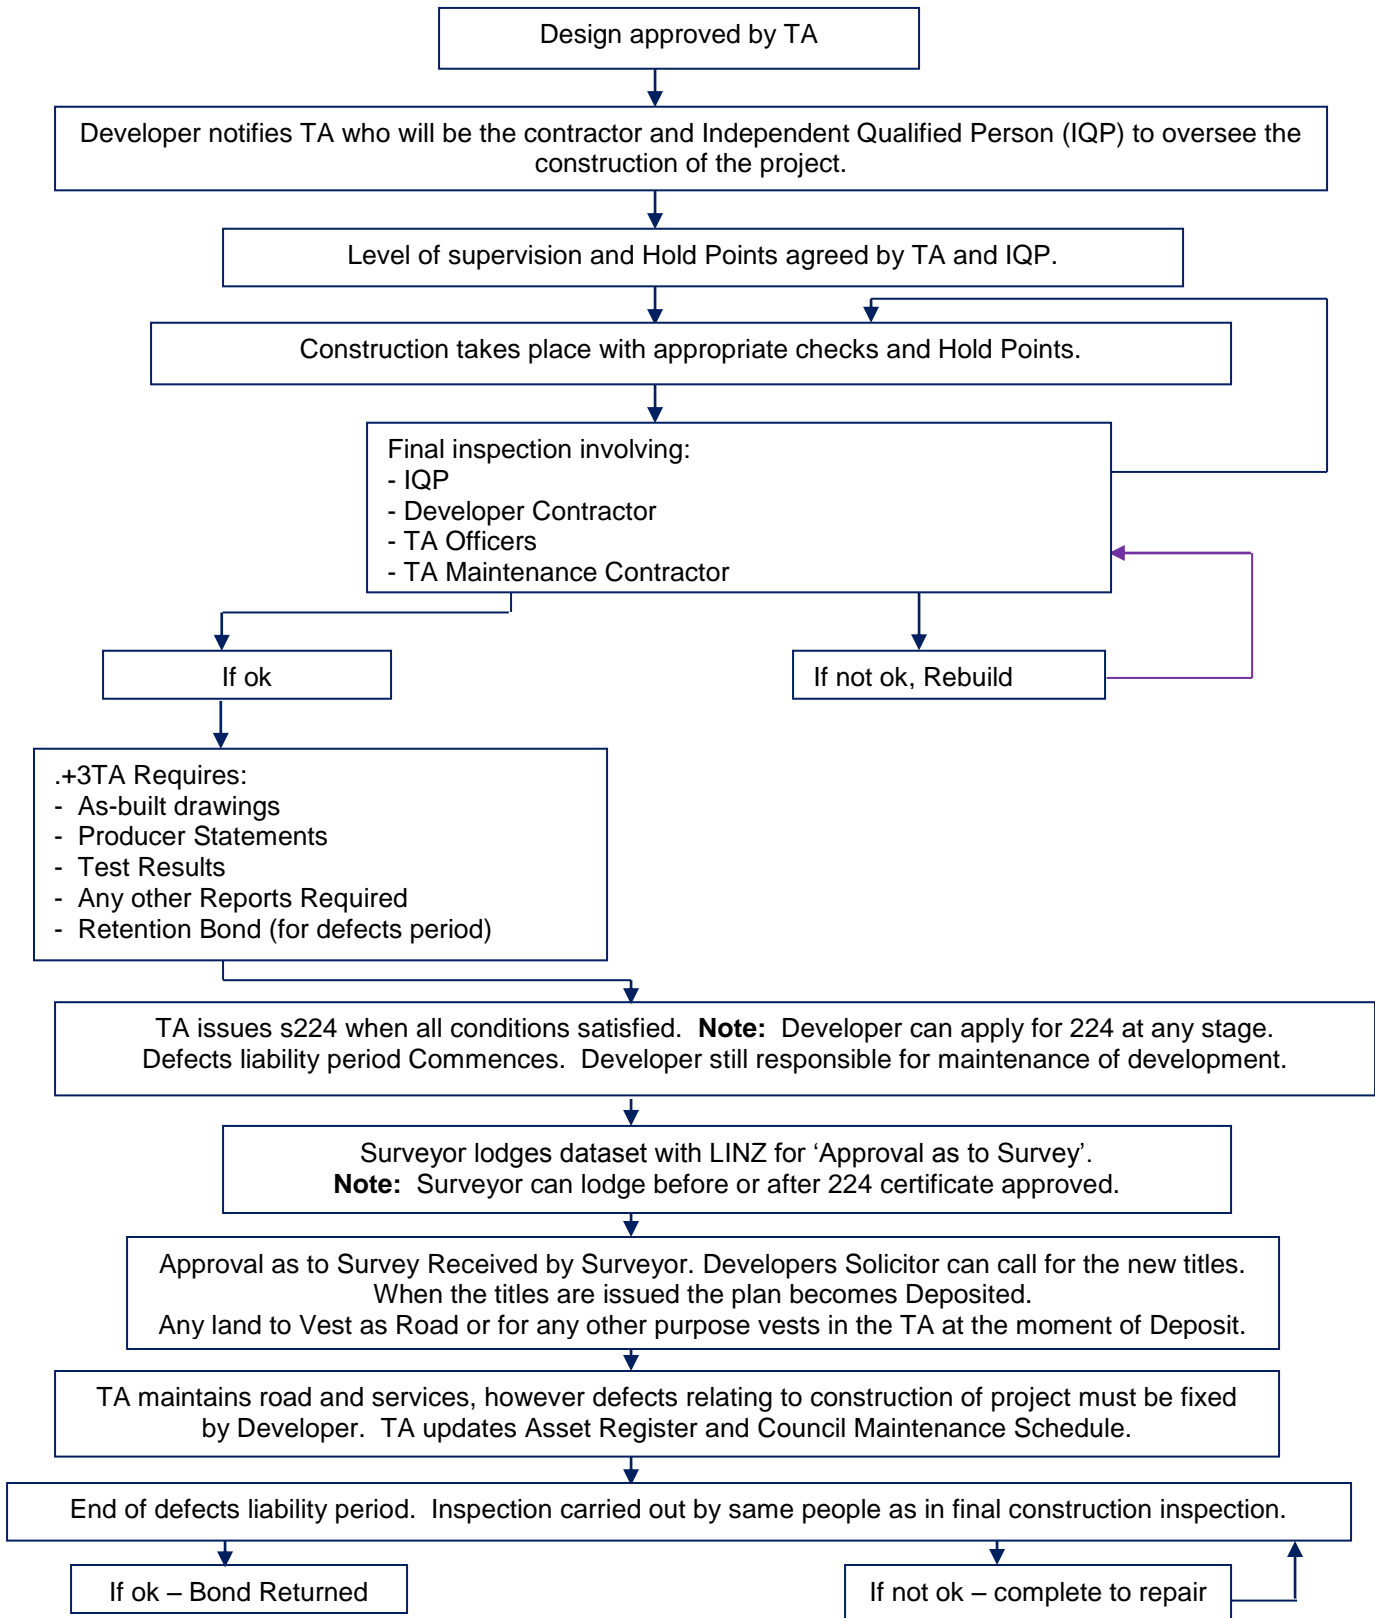 Design approved by TA
Developer notifies TA who will be the contractor and Independent Qualified Person (IQP) to oversee the
construction of the project.
Level of supervision and Hold Points agreed by TA and IQP.
Construction takes place with appropriate checks and Hold Points.
Final inspection involving:
- IQP
- Developer Contractor
- TA Officers
- TA Maintenance Contractor
If ok
If not ok, Rebuild
.+3TA Requires:
- As-built drawings
- Producer Statements
- Test Results
- Any other Reports Required
- Retention Bond (for defects period)
TA issues s224 when all conditions satisfied. Note: Developer can apply for 224 at any stage.
Defects liability period Commences. Developer still responsible for maintenance of development.
Surveyor lodges dataset with LINZ for ‘Approval as to Survey’.
Note: Surveyor can lodge before or after 224 certificate approved.
Approval as to Survey Received by Surveyor. Developers Solicitor can call for the new titles.
When the titles are issued the plan becomes Deposited.
Any land to Vest as Road or for any other purpose vests in the TA at the moment of Deposit.
TA maintains road and services, however defects relating to construction of project must be fixed
by Developer. TA updates Asset Register and Council Maintenance Schedule.
End of defects liability period. Inspection carried out by same people as in final construction inspection.
If ok – Bond Returned
If not ok – complete to repair